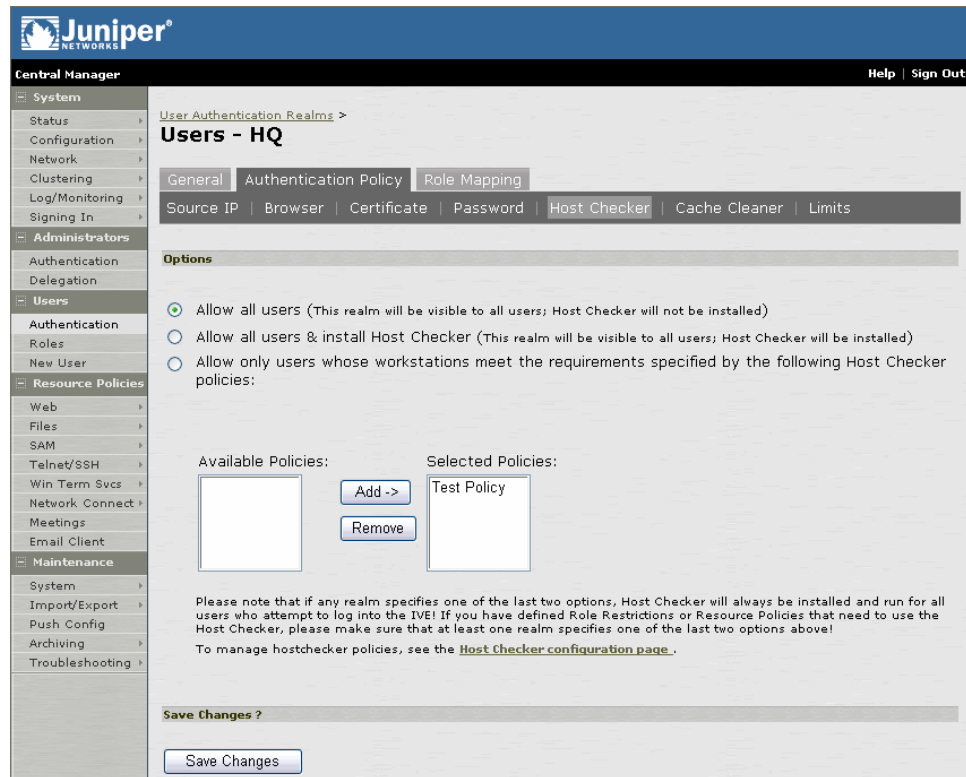 Juniper®
NETWORKS
Central Manager
Help | Sign Out
System
Status
Configuration
Network
Clustering
Log/Monitoring
Signing In
Administrators
Authentication
Delegation
Users
Authentication
Roles
New User
Resource Policies
Web
Files
SAM
Telnet/SSH
Win Term Svcs
Network Connect
Meetings
Email Client
Maintenance
System
Import/Export
Push Config
Archiving
Troubleshooting
User Authentication Realms >
Users - HQ
General Authentication Policy Role Mapping
Source IP | Browser | Certificate | Password | Host Checker | Cache Cleaner | Limits
Options
Allow all users (This realm will be visible to all users; Host Checker will not be installed)
Allow all users & install Host Checker (This realm will be visible to all users; Host Checker will be installed)
Allow only users whose workstations meet the requirements specified by the following Host Checker
policies:
Available Policies: Selected Policies:
Add -> Test Policy
Remove
Please note that if any realm specifies one of the last two options, Host Checker will always be installed and run for all
users who attempt to log into the IVE! If you have defined Role Restrictions or Resource Policies that need to use the
Host Checker, please make sure that at least one realm specifies one of the last two options above!
To manage hostchecker policies, see the Host Checker configuration page .
Save Changes ?
Save Changes